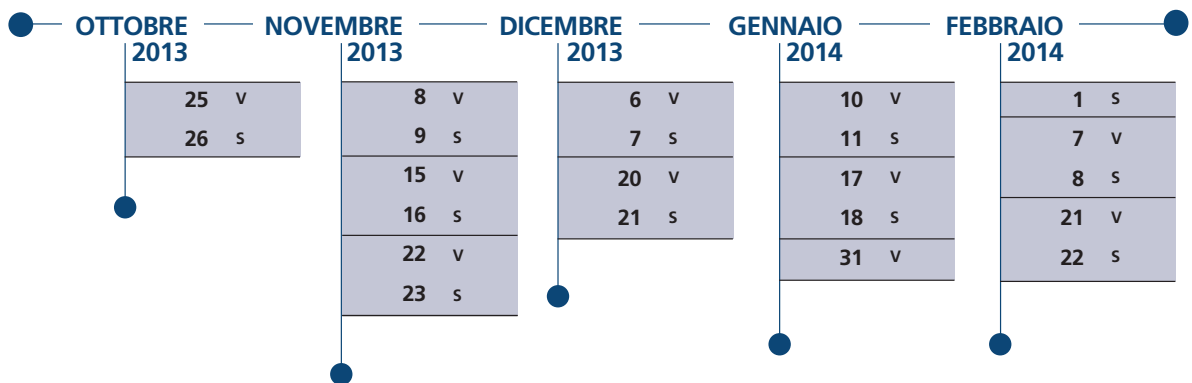 OTTOBRE
2013
25 V
26 S
NOVEMBRE
2013
8 V
9 S
15 V
16 S
22 V
23 S
DICEMBRE
2013
6 V
7 S
20 V
21 S
GENNAIO
2014
10 V
11 S
17 V
18 S
31 V
FEBBRAIO
2014
1 S
7 V
8 S
21 V
22 S